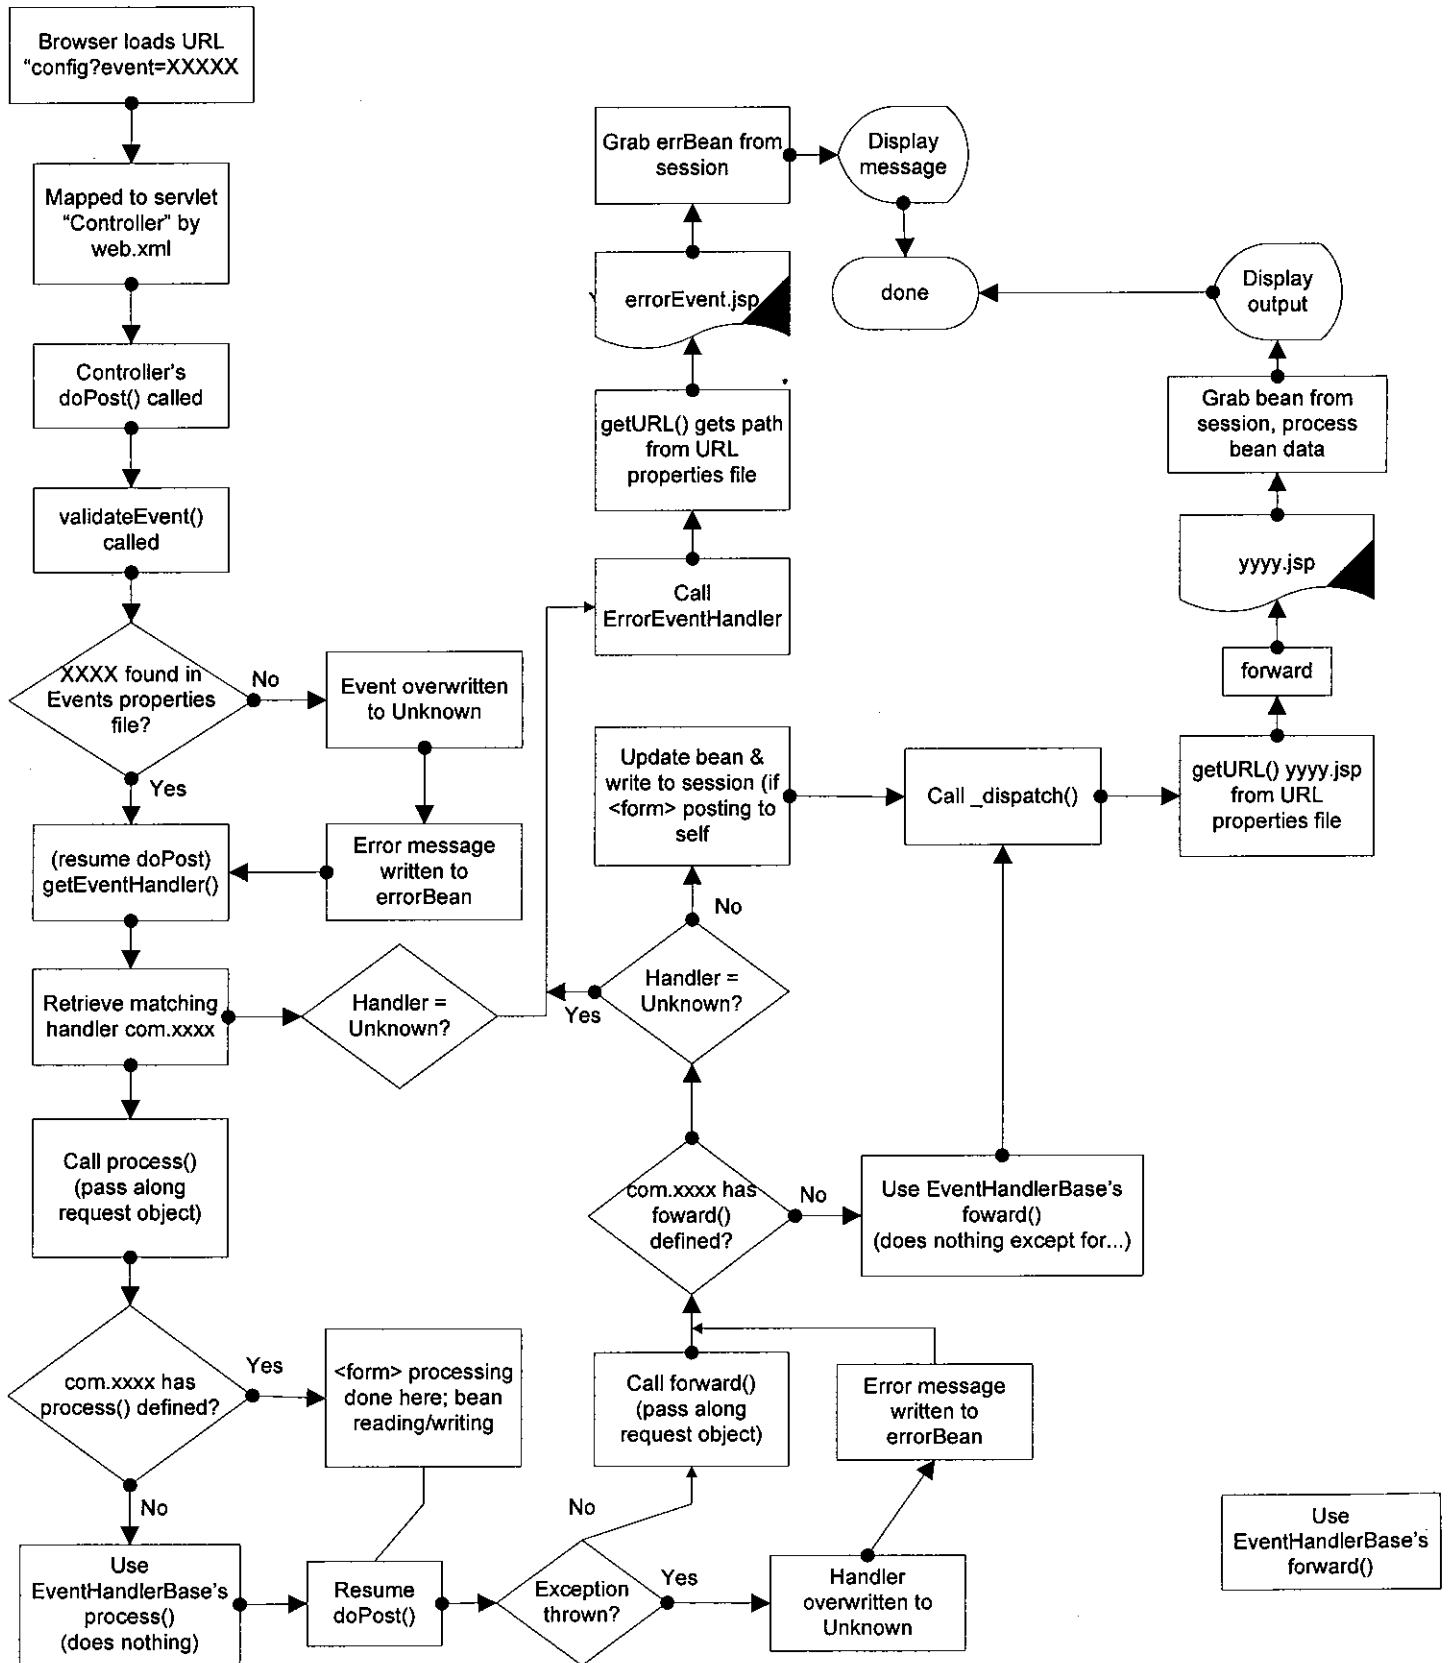 Browser loads URL
“config?event=XXXXX
Mapped to servlet
“Controller” by
web.xml
Controller's
doPost() called
validateEvent()
called
XXXX found in
Events properties
file?
No
Event overwritten
to Unknown
Yes
(resume doPost)
getEventHandler()
Error message
written to
errorBean
Retrieve matching
handler com.xxxx
Handler =
Unknown?
Call process()
(pass along
request object)
com.xxxx has
process() defined?
Yes
<form> processing
done here; bean
reading/writing
No
Use
EventHandlerBase's
process()
(does nothing)
Resume
doPost()
Exception
thrown?
No
Yes
Handler
overwritten to
Unknown
Error message
written to
errorBean
Call forward()
(pass along
request object)
com.xxxx has
foward()
defined?
No
Use EventHandlerBase's
foward()
(does nothing except for...)
Handler =
Unknown?
Yes
No
Update bean &
write to session (if
<form> posting to
self
Call _dispatch()
getURL() yyyy.jsp
from URL
properties file
forward
yyyy.jsp
Grab bean from
session, process
bean data
Display
output
done
Call
ErrorEventHandler
getURL() gets path
from URL
properties file
errorEvent.jsp
Grab errBean from
session
Display
message
Use
EventHandlerBase's
forward()